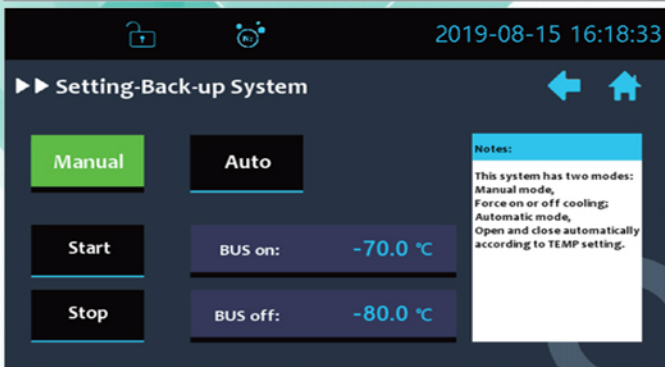 N2
2019-08-15 16:18:33
▶▶ Setting-Back-up System
Manual
Auto
Start
BUS on: -70.0 ℃
Stop
BUS off: -80.0 ℃
Notes:
This system has two modes:
Manual mode,
Force on or off cooling;
Automatic mode,
Open and close automatically
according to TEMP setting.